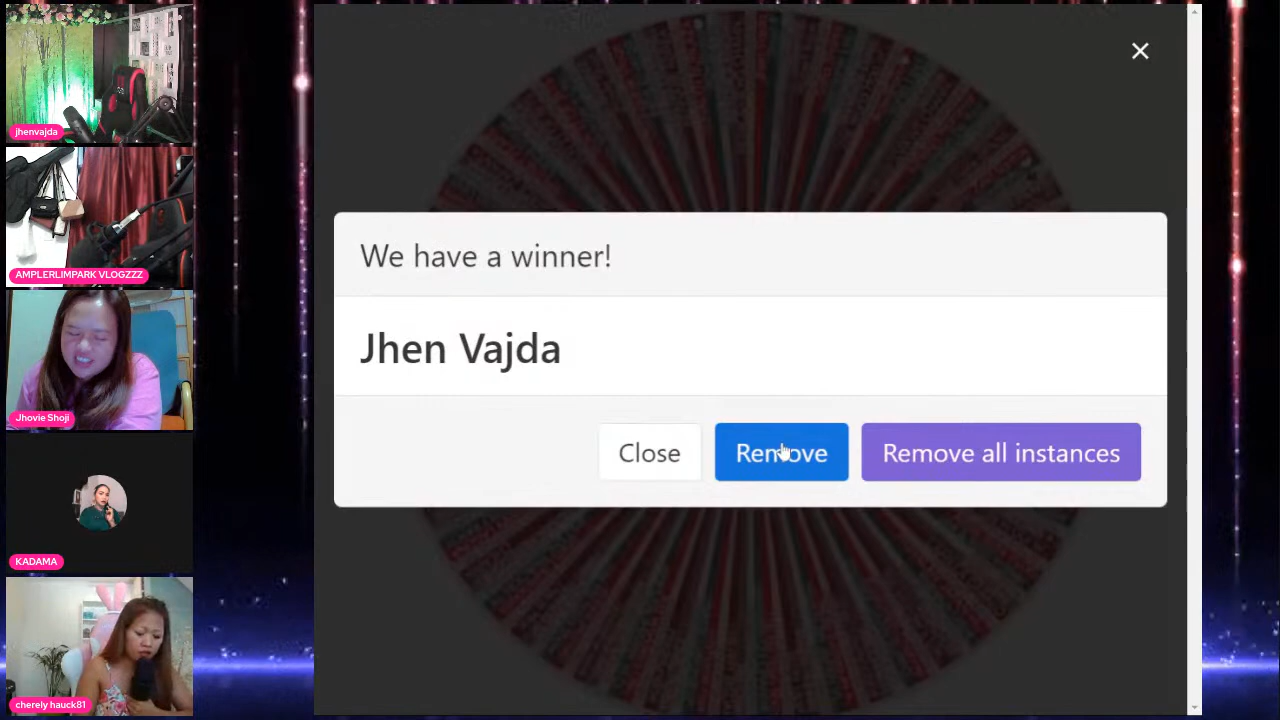 jhenvajda
AMPLERLIMPARK VLOGZZZ
Jhovie Shoji
KADAMA
cherely hauck81
We have a winner!
Jhen Vajda
Close
Remove
Remove all instances